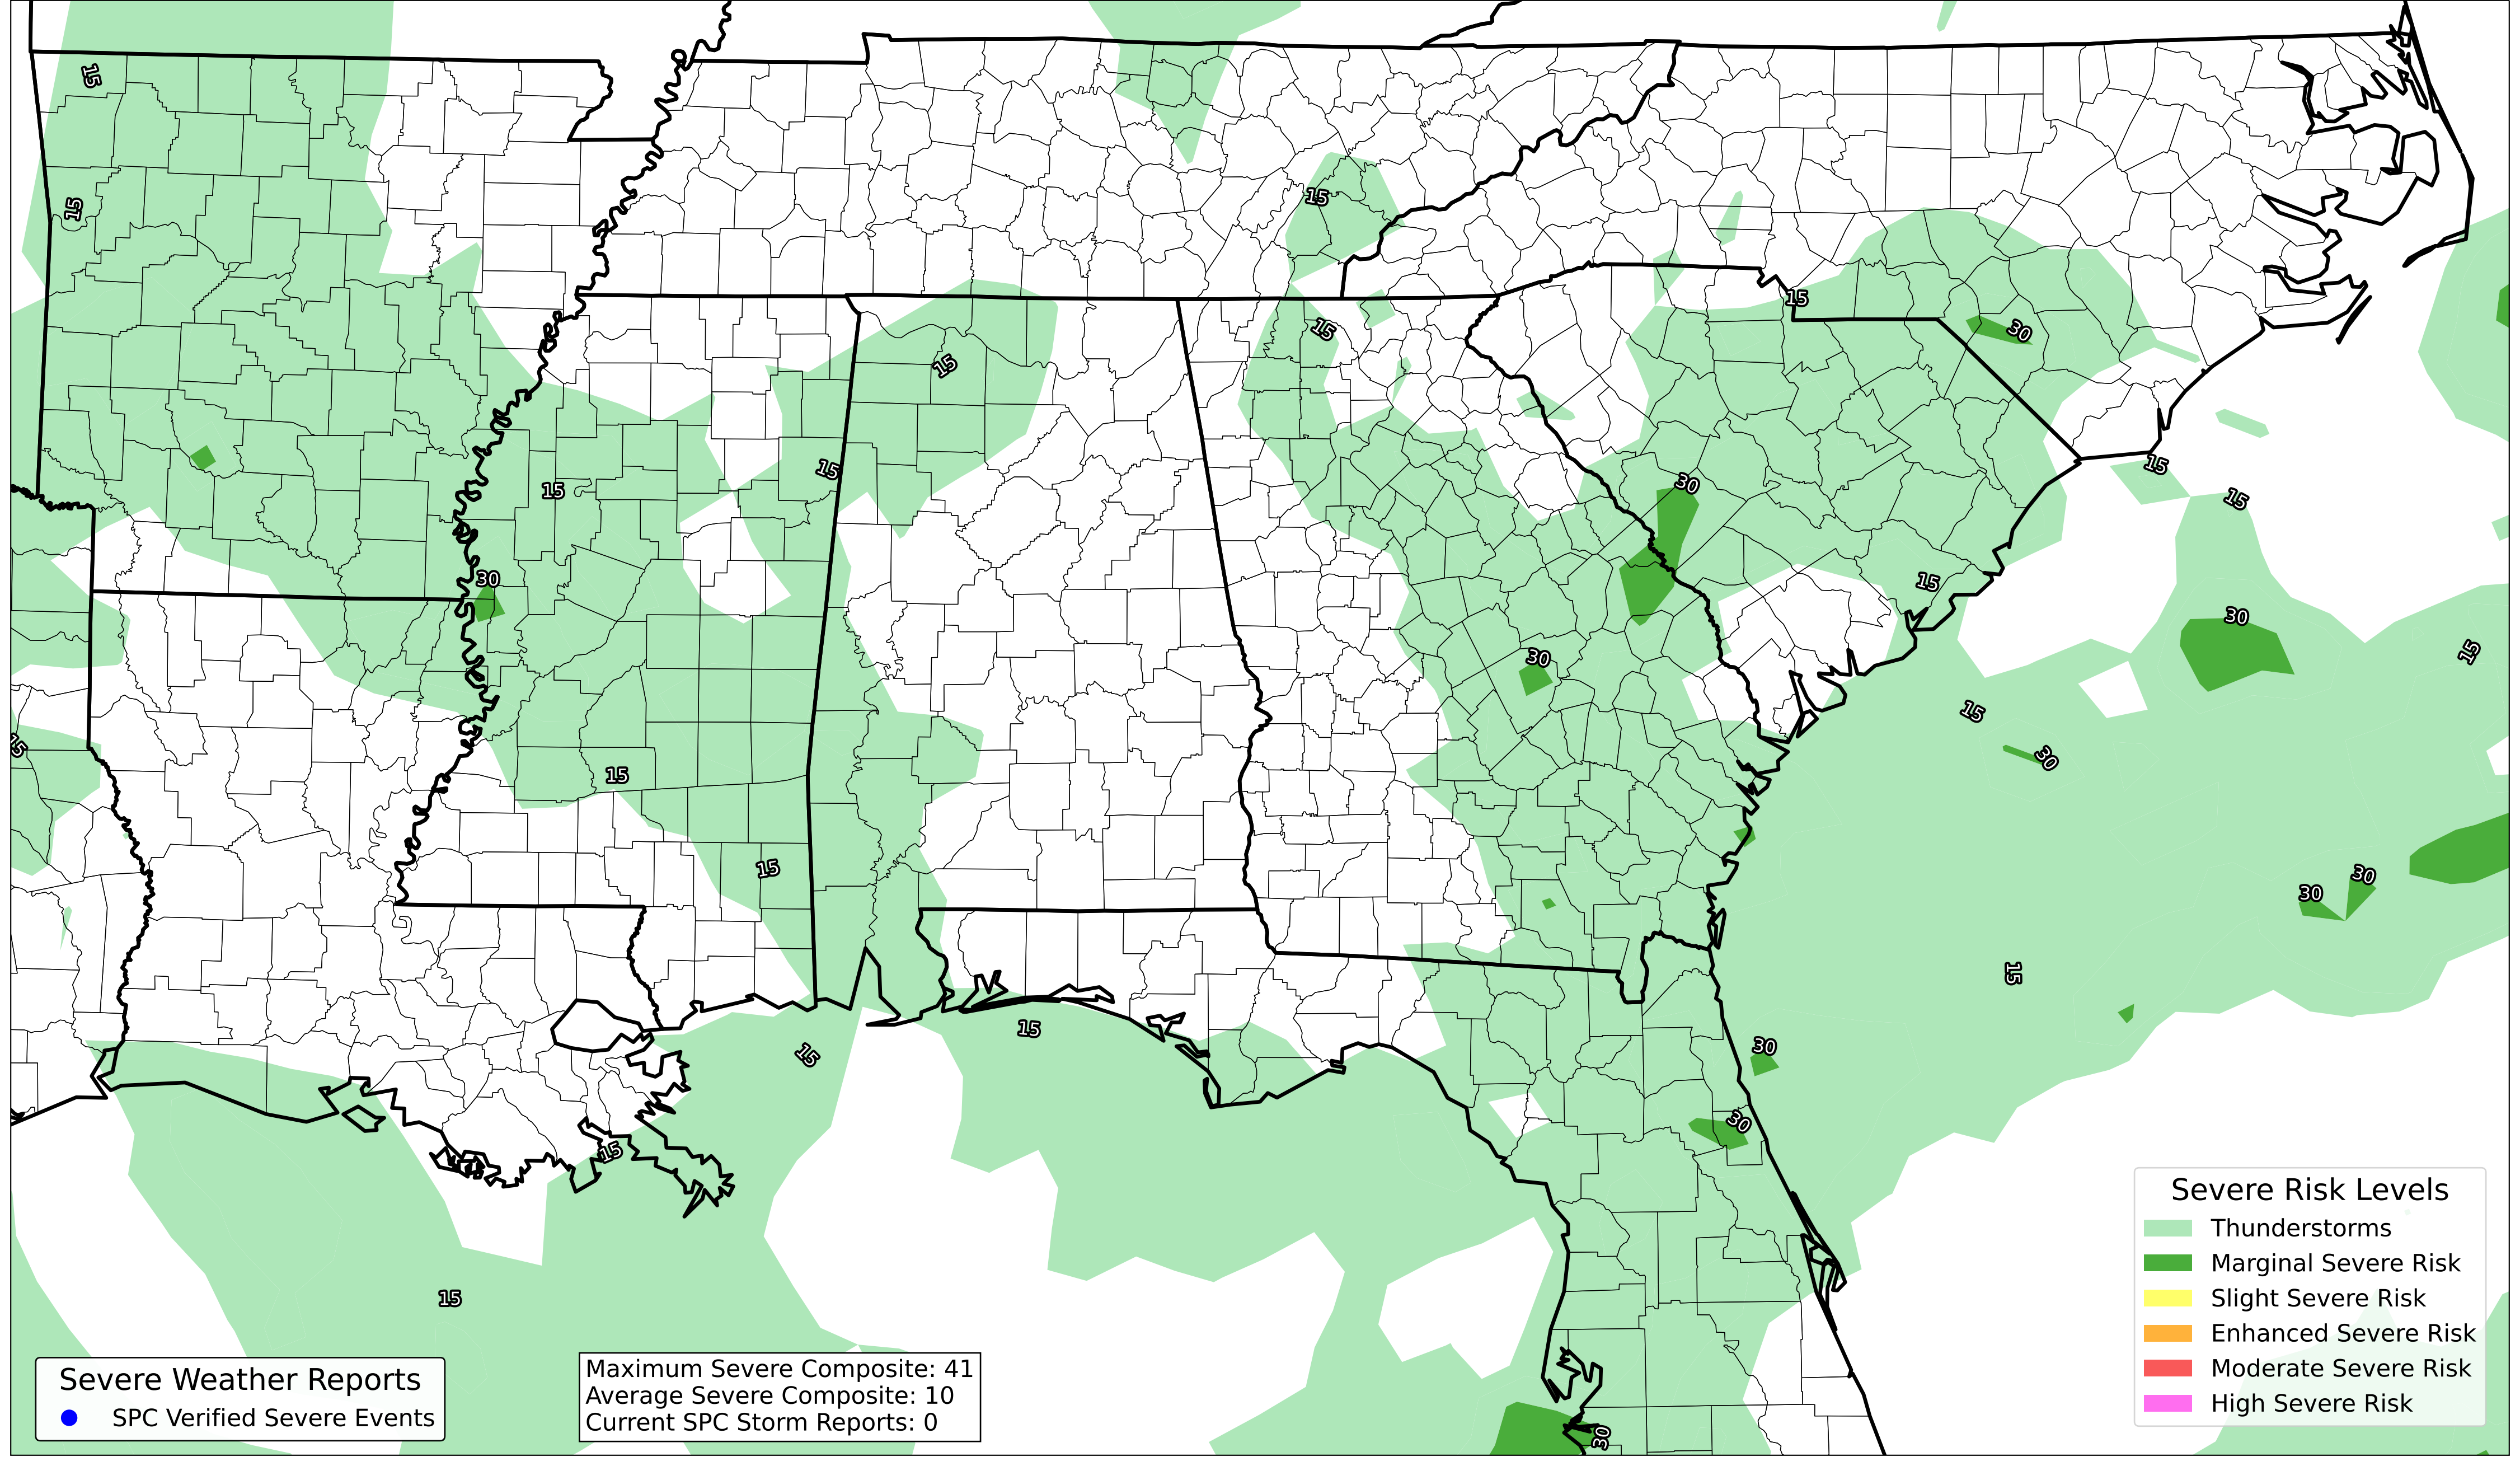 15
15
15
15
30
15
15
30
15
15
30
15
15
15
30
30
15
30
15
30
15
15
30
15
15
30
30
15
15
15
30
30
15
15
30
Severe Weather Reports
SPC Verified Severe Events
Maximum Severe Composite: 41
Average Severe Composite: 10
Current SPC Storm Reports: 0
Severe Risk Levels
Thunderstorms
Marginal Severe Risk
Slight Severe Risk
Enhanced Severe Risk
Moderate Severe Risk
High Severe Risk